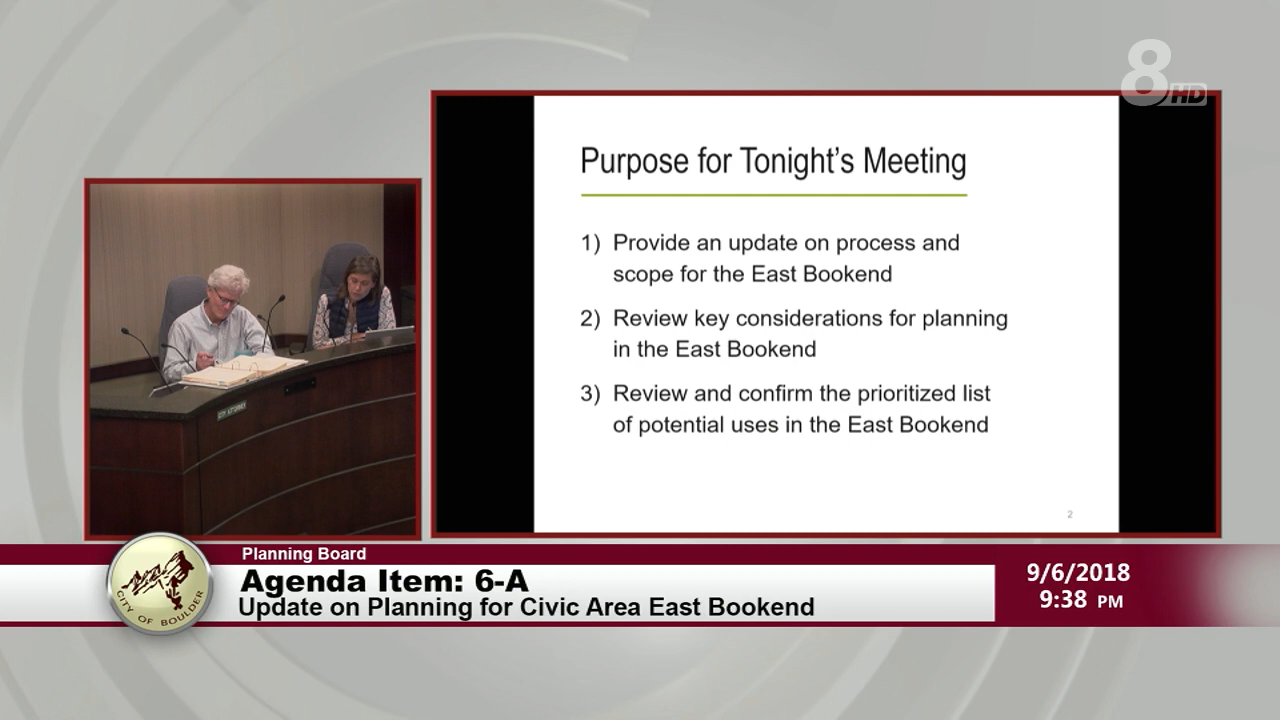 8HD
Purpose for Tonight's Meeting
1) Provide an update on process and
scope for the East Bookend
2) Review key considerations for planning
in the East Bookend
3) Review and confirm the prioritized list
of potential uses in the East Bookend
2
CITY ATTORNEY
Planning Board
Agenda Item: 6-A
Update on Planning for Civic Area East Bookend
CITY OF BOULDER
9/6/2018
9:38 PM